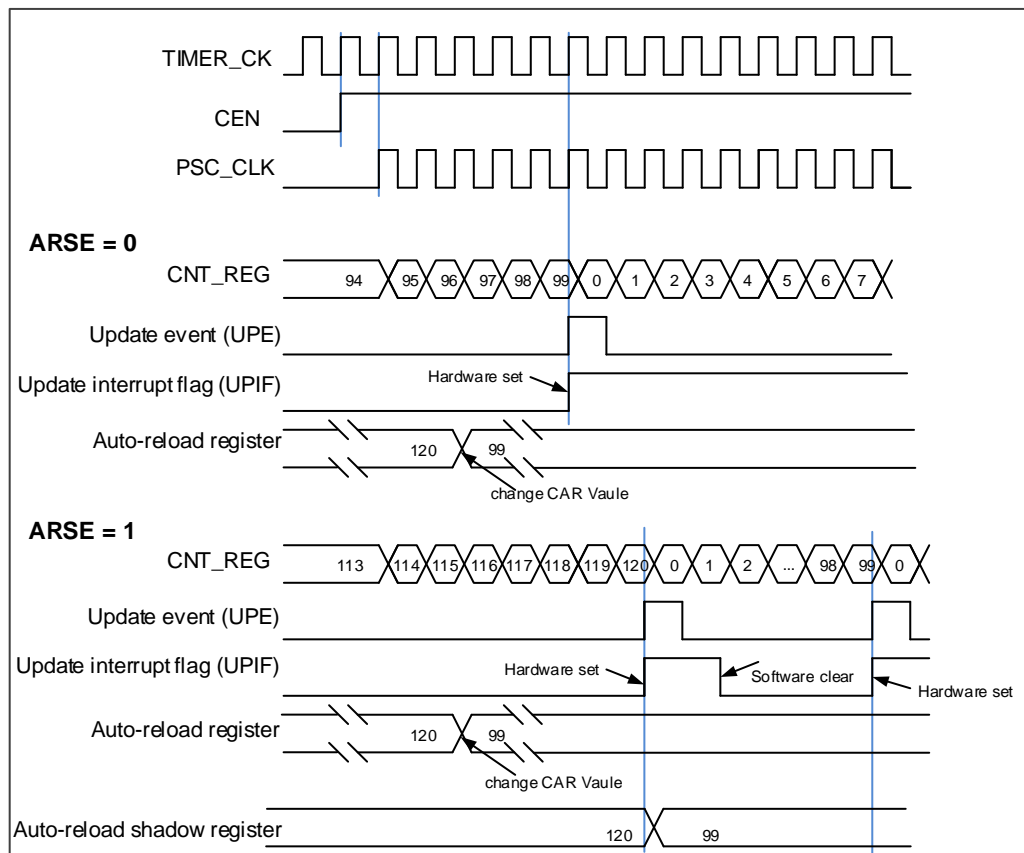 TIMER_CK
CEN
PSC_CLK
ARSE = 0
CNT_REG 94 95 96 97 98 99 0 1 2 3 4 5 6 7
Update event (UPE)
Update interrupt flag (UPIF) Hardware set
Auto-reload register 120 99
change CAR Vaule
ARSE = 1
CNT_REG 113 114 115 116 117 118 119 120 0 1 2 ... 98 99 0
Update event (UPE)
Update interrupt flag (UPIF) Hardware set Software clear Hardware set
Auto-reload register 120 99
change CAR Vaule
Auto-reload shadow register 120 99